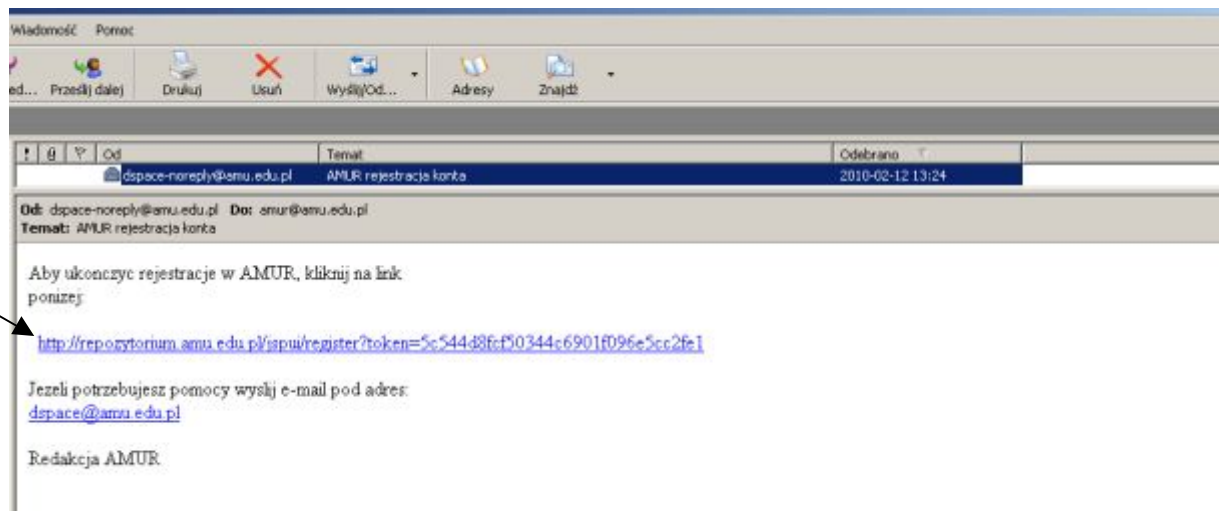 Wiadomość Pomoc
ed... Prześlij dalej Drukuj Usuń Wyślij/Od... Adresy Znajdź
! Od Temat Odebrano
dspace-noreply@amu.edu.pl AMUR rejestracja konta 2010-02-12 13:24
Od: dspace-noreply@amu.edu.pl Do: amur@amu.edu.pl
Temat: AMUR rejestracja konta
Aby ukonczyc rejestracje w AMUR, kliknij na link
ponizej:
http://repozytorium.amu.edu.pl/jspui/register?token=5c544d8fcf50344c6901f096e5cc2fe1
Jezeli potrzebujesz pomocy wyslij e-mail pod adres:
dspace@amu.edu.pl
Redakcja AMUR